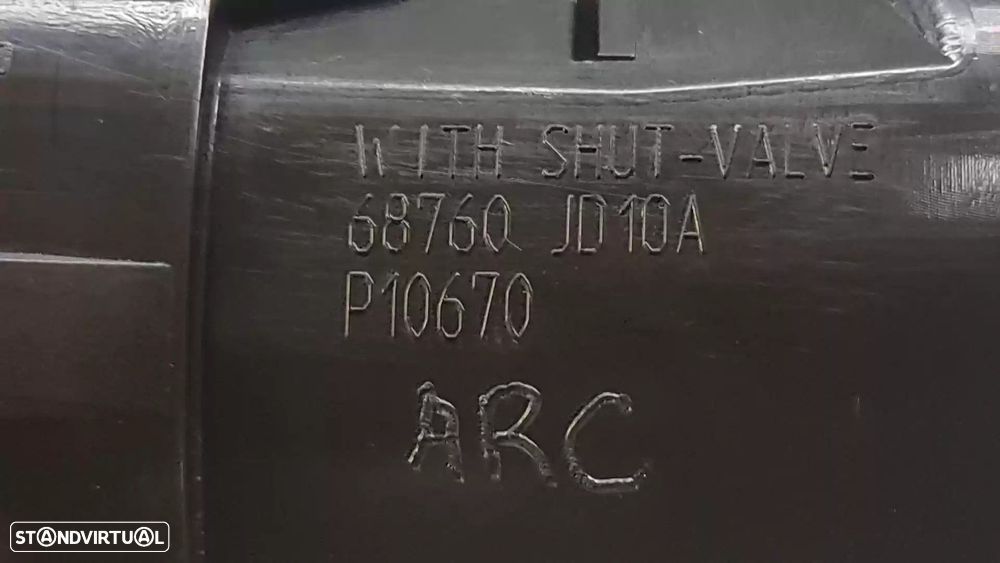 WITH SHUT-VALVE
68760 JD10A
P10670
ARC
STANDVIRTUAL